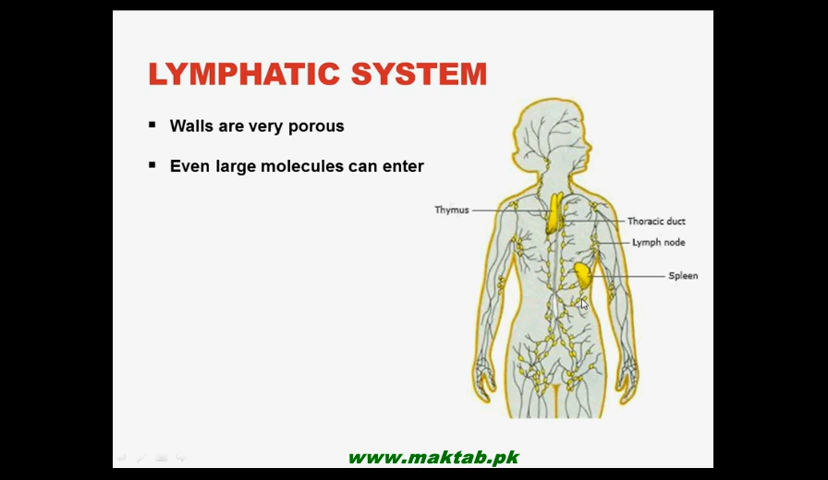 LYMPHATIC SYSTEM
▪ Walls are very porous
▪ Even large molecules can enter
Thymus
Thoracic duct
Lymph node
Spleen
www.maktab.pk